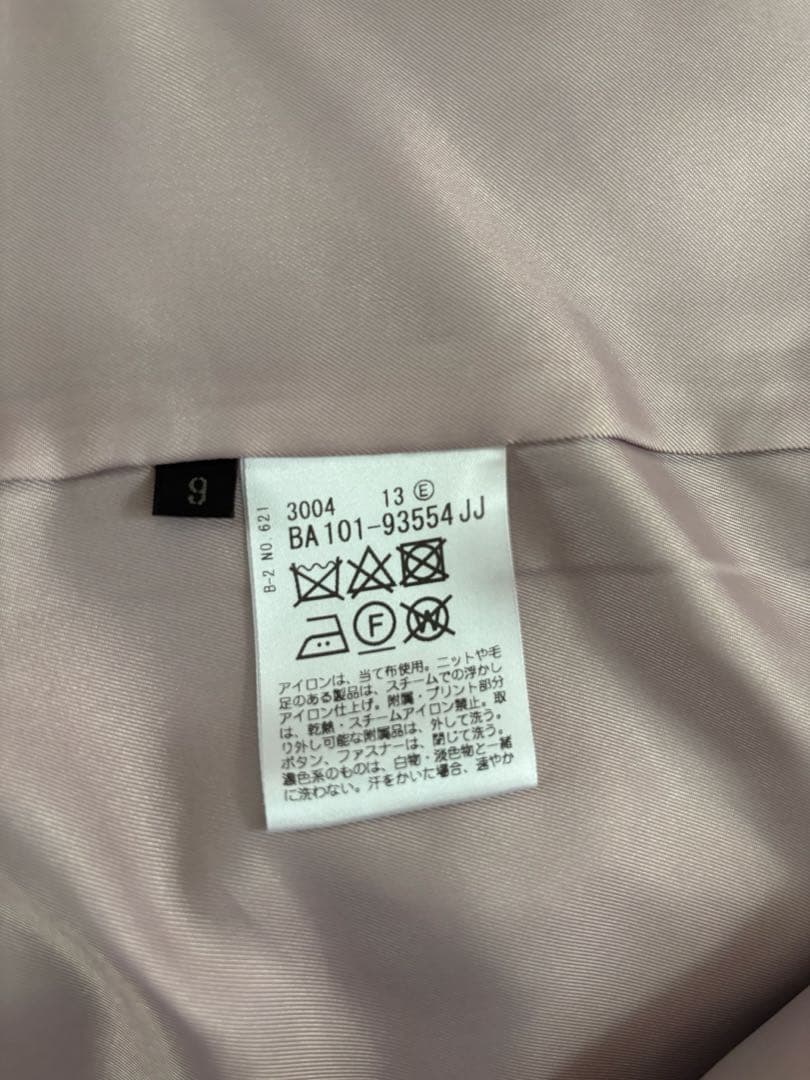 9
B-2 NO.621
3004 13 Ⓔ
BA101-93554JJ
F
W
アイロンは、当て布使用。ニットや毛
足のある製品は、スチームでの浮かし
アイロン仕上げ。附属・プリント部分
は、乾熱・スチームアイロン禁止。取
り外し可能な附属品は、外して洗う。
ボタン、ファスナーは、閉じて洗う。
濃色系のものは、白物・淡色物と一緒
に洗わない。汗をかいた場合、速やか